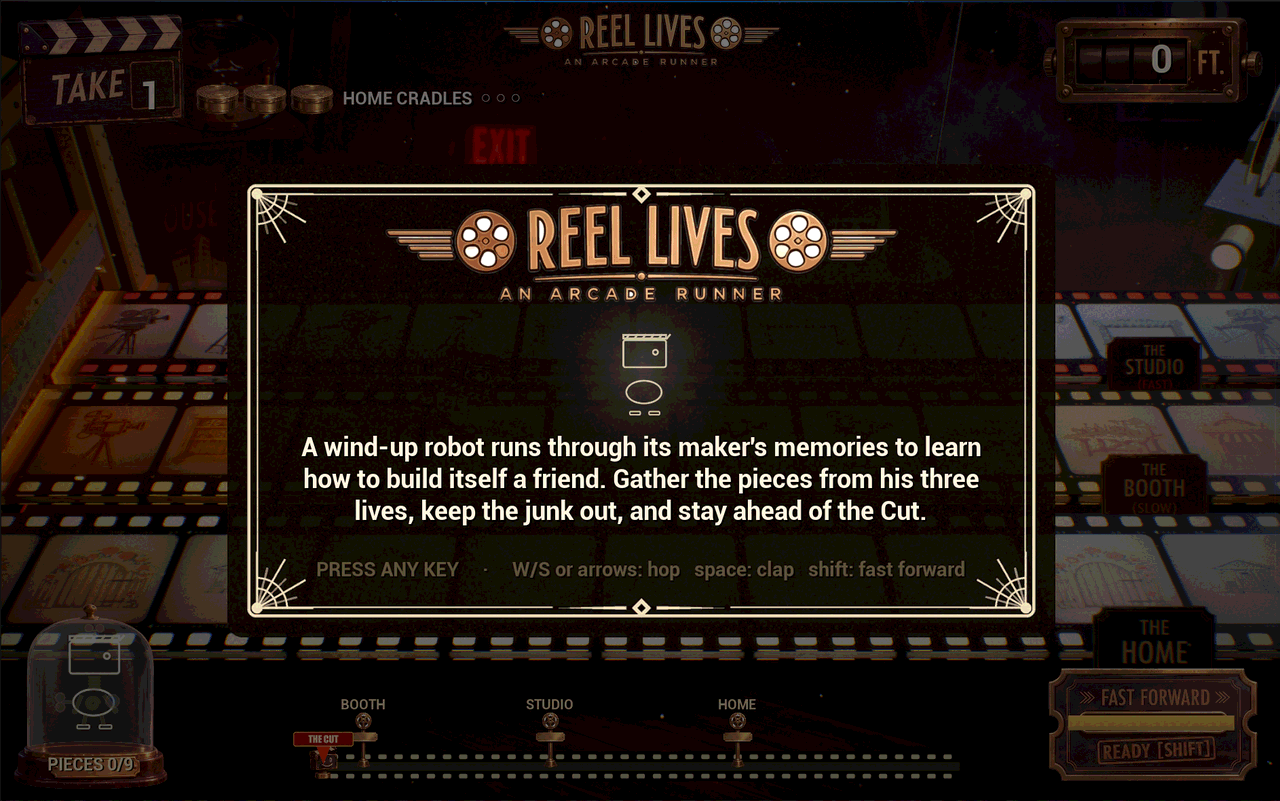 REEL LIVES
AN ARCADE RUNNER
TAKE 1
0 FT.
HOME CRADLES
EXIT
REEL LIVES
AN ARCADE RUNNER
A wind-up robot runs through its maker's memories to learn
how to build itself a friend. Gather the pieces from his three
lives, keep the junk out, and stay ahead of the Cut.
PRESS ANY KEY · W/S or arrows: hop space: clap shift: fast forward
THE
STUDIO
(FAST)
THE
BOOTH
(SLOW)
THE
HOME
PIECES 0/9
BOOTH
STUDIO
HOME
THE CUT
FAST FORWARD
READY [SHIFT]